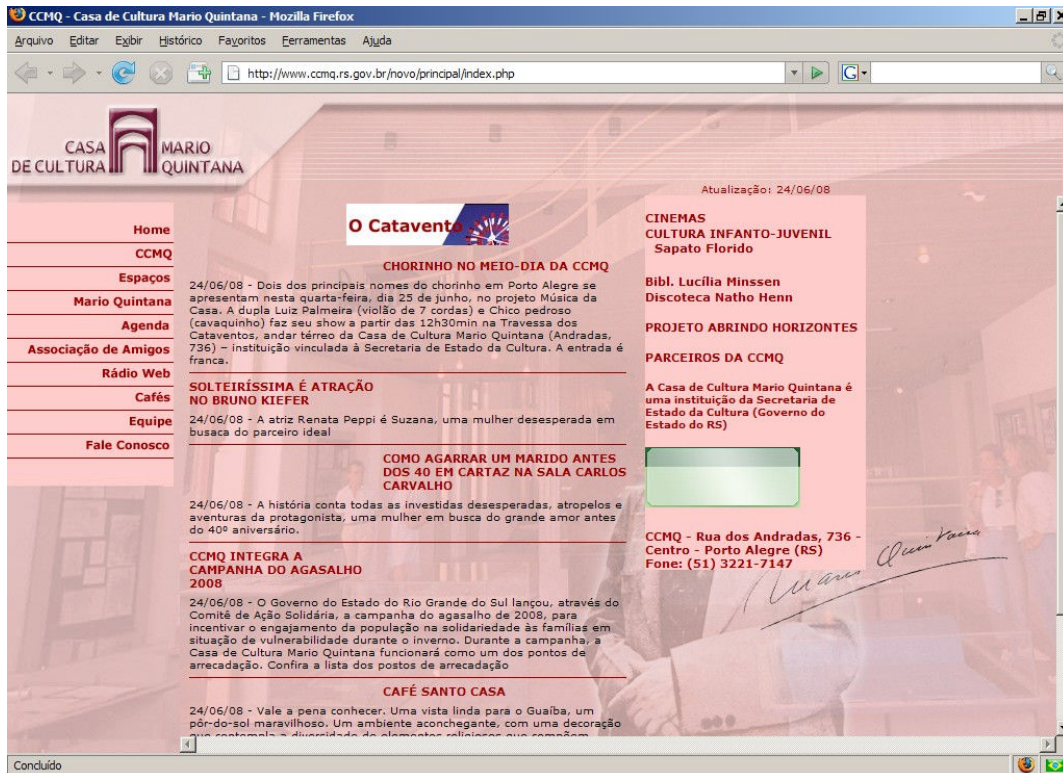 CCMQ - Casa de Cultura Mario Quintana - Mozilla Firefox
Arquivo Editar Exibir Histórico Favoritos Ferramentas Ajuda
http://www.ccmq.rs.gov.br/novo/principal/index.php
G
CASA MARIO
DE CULTURA QUINTANA
Atualização: 24/06/08
Home
CCMQ
Espaços
Mario Quintana
Agenda
Associação de Amigos
Rádio Web
Cafés
Equipe
Fale Conosco
O Catavento
CHORINHO NO MEIO-DIA DA CCMQ
24/06/08 - Dois dos principais nomes do chorinho em Porto Alegre se
apresentam nesta quarta-feira, dia 25 de junho, no projeto Música da
Casa. A dupla Luiz Palmeira (violão de 7 cordas) e Chico pedroso
(cavaquinho) faz seu show a partir das 12h30min na Travessa dos
Cataventos, andar térreo da Casa de Cultura Mario Quintana (Andradas,
736) – instituição vinculada à Secretaria de Estado da Cultura. A entrada é
franca.
SOLTEIRÍSSIMA É ATRAÇÃO
NO BRUNO KIEFER
24/06/08 - A atriz Renata Peppi é Suzana, uma mulher desesperada em
busaca do parceiro ideal
COMO AGARRAR UM MARIDO ANTES
DOS 40 EM CARTAZ NA SALA CARLOS
CARVALHO
24/06/08 - A história conta todas as investidas desesperadas, atropelos e
aventuras da protagonista, uma mulher em busca do grande amor antes
do 40º aniversário.
CCMQ INTEGRA A
CAMPANHA DO AGASALHO
2008
24/06/08 - O Governo do Estado do Rio Grande do Sul lançou, através do
Comitê de Ação Solidária, a campanha do agasalho de 2008, para
incentivar o engajamento da população na solidariedade às famílias em
situação de vulnerabilidade durante o inverno. Durante a campanha, a
Casa de Cultura Mario Quintana funcionará como um dos pontos de
arrecadação. Confira a lista dos postos de arrecadação
CAFÉ SANTO CASA
24/06/08 - Vale a pena conhecer. Uma vista linda para o Guaíba, um
pôr-do-sol maravilhoso. Um ambiente aconchegante, com uma decoração
que contempla a diversidade de elementos religiosos que compõem
CINEMAS
CULTURA INFANTO-JUVENIL
Sapato Florido
Bibl. Lucília Minssen
Discoteca Natho Henn
PROJETO ABRINDO HORIZONTES
PARCEIROS DA CCMQ
A Casa de Cultura Mario Quintana é
uma instituição da Secretaria de
Estado da Cultura (Governo do
Estado do RS)
CCMQ - Rua dos Andradas, 736 -
Centro - Porto Alegre (RS)
Fone: (51) 3221-7147
Mario Quintana
Concluído